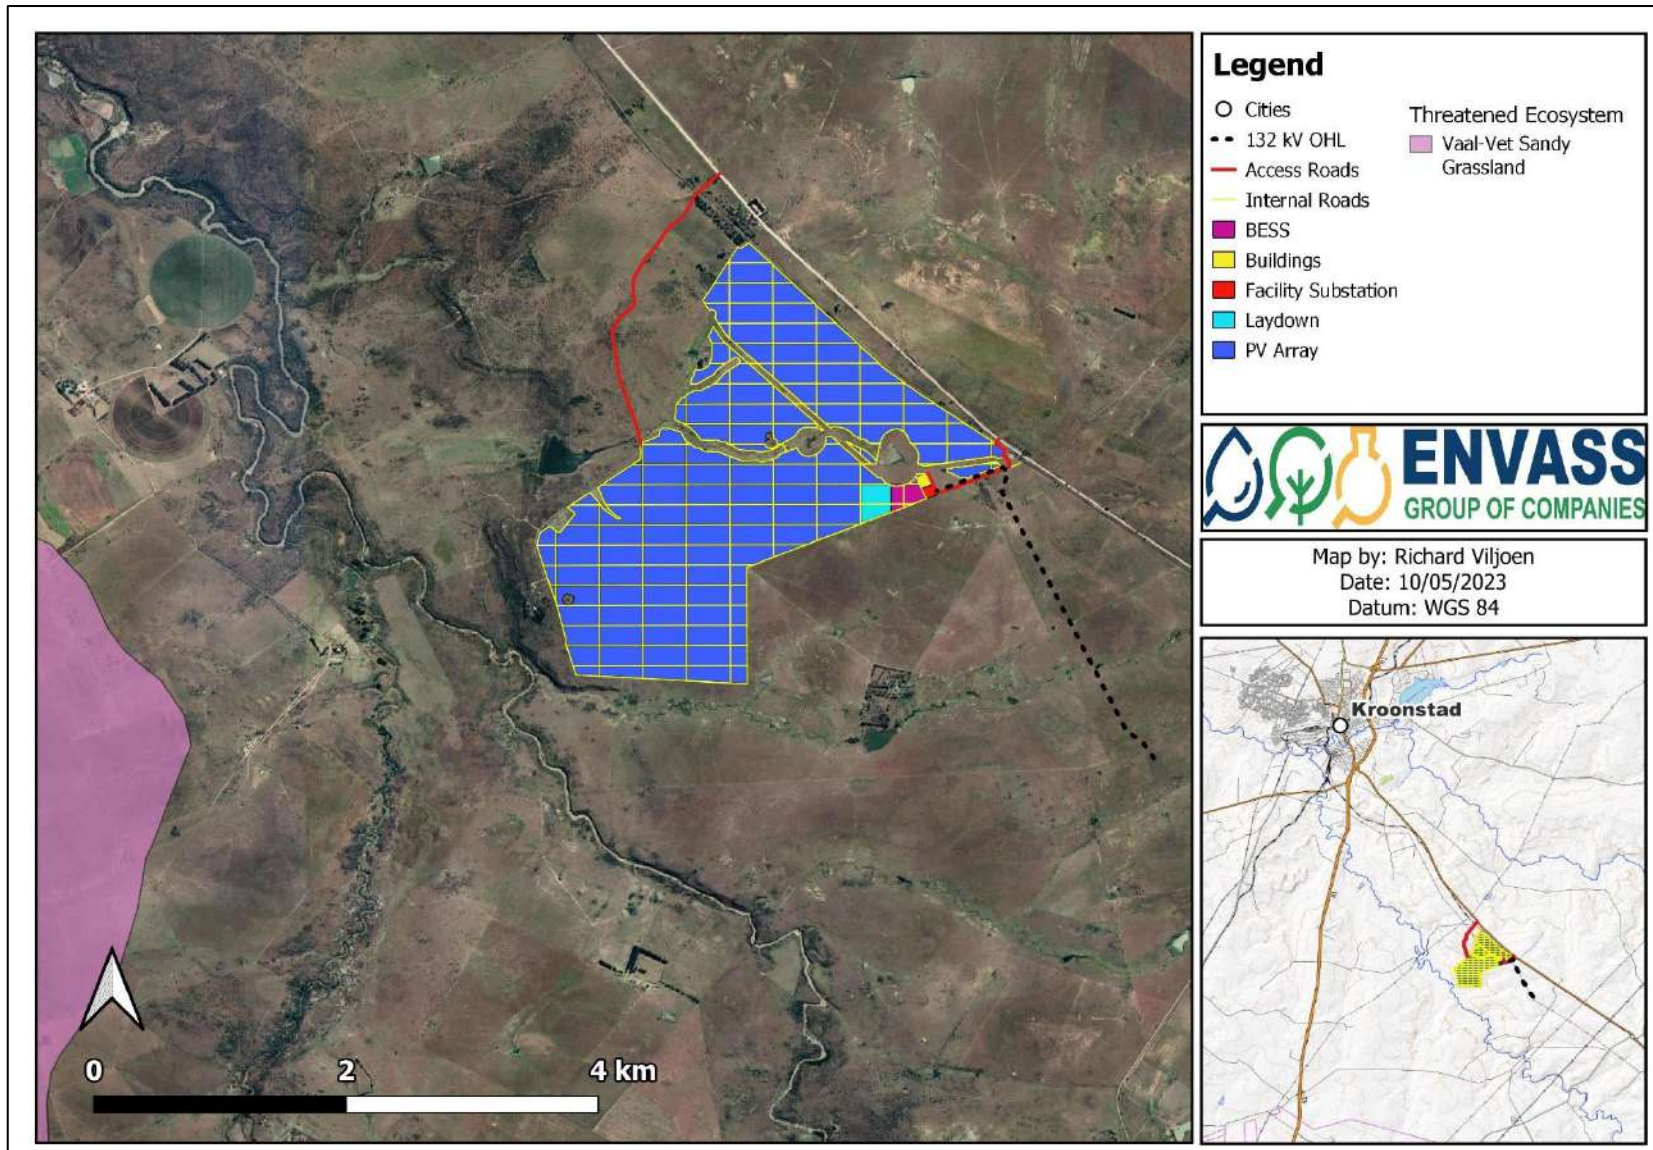 Legend
Cities
132 kV OHL
Access Roads
Internal Roads
BESS
Buildings
Facility Substation
Laydown
PV Array
Threatened Ecosystem
Vaal-Vet Sandy
Grassland
ENVASS
GROUP OF COMPANIES
Map by: Richard Viljoen
Date: 10/05/2023
Datum: WGS 84
Kroonstad
0 2 4 km